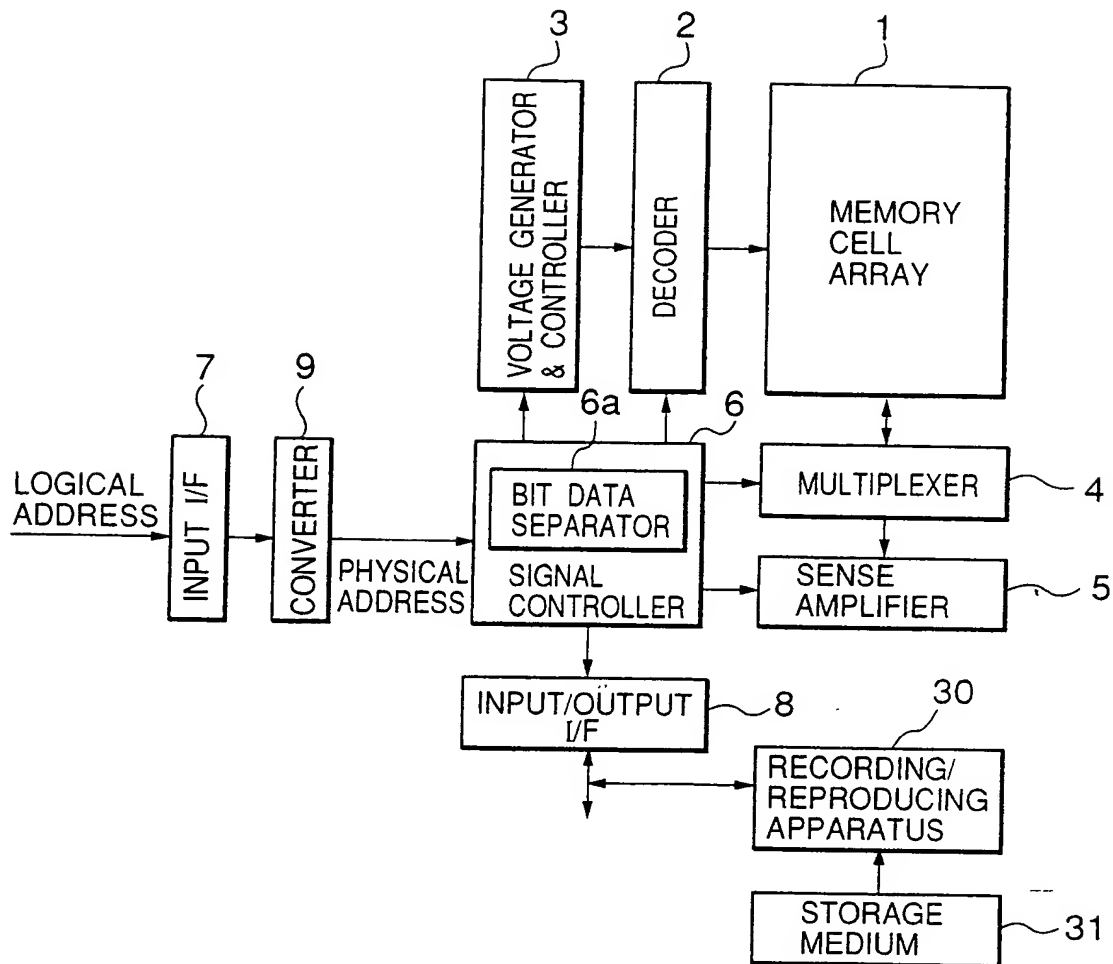 3
2
1
VOLTAGE GENERATOR
& CONTROLLER
DECODER
MEMORY
CELL
ARRAY
7
9
6a
6
LOGICAL
ADDRESS
INPUT I/F
CONVERTER
PHYSICAL
ADDRESS
BIT DATA
SEPARATOR
SIGNAL
CONTROLLER
MULTIPLEXER
4
SENSE
AMPLIFIER
5
INPUT/OUTPUT
I/F
8
30
RECORDING/
REPRODUCING
APPARATUS
STORAGE
MEDIUM
31